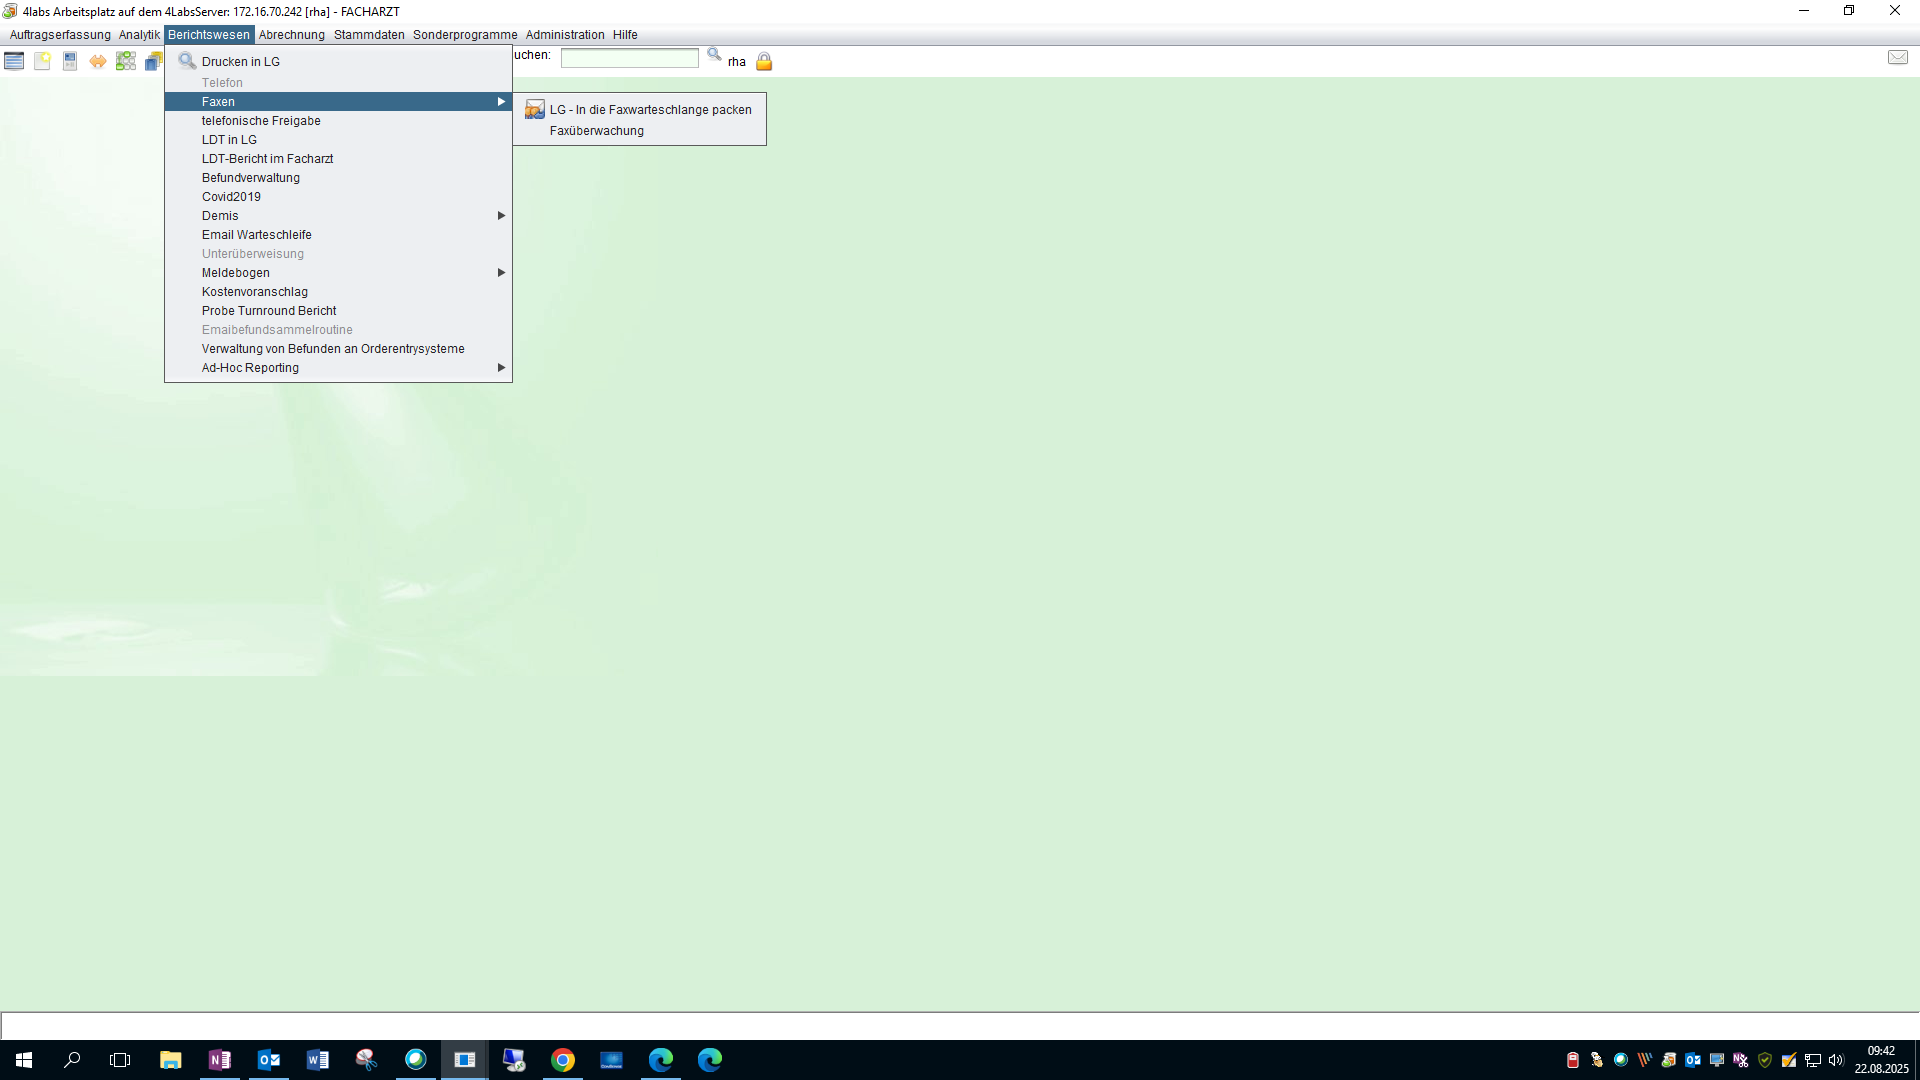 4labs Arbeitsplatz auf dem 4LabsServer: 172.16.70.242 [rha] - FACHARZT
Auftragserfassung Analytik Berichtswesen Abrechnung Stammdaten Sonderprogramme Administration Hilfe
uchen:
rha
Drucken in LG
Telefon
Faxen
LG - In die Faxwarteschlange packen
Faxüberwachung
telefonische Freigabe
LDT in LG
LDT-Bericht im Facharzt
Befundverwaltung
Covid2019
Demis
Email Warteschleife
Unterüberweisung
Meldebogen
Kostenvoranschlag
Probe Turnround Bericht
Emaibefundsammelroutine
Verwaltung von Befunden an Orderentrysysteme
Ad-Hoc Reporting
09:42
22.08.2025